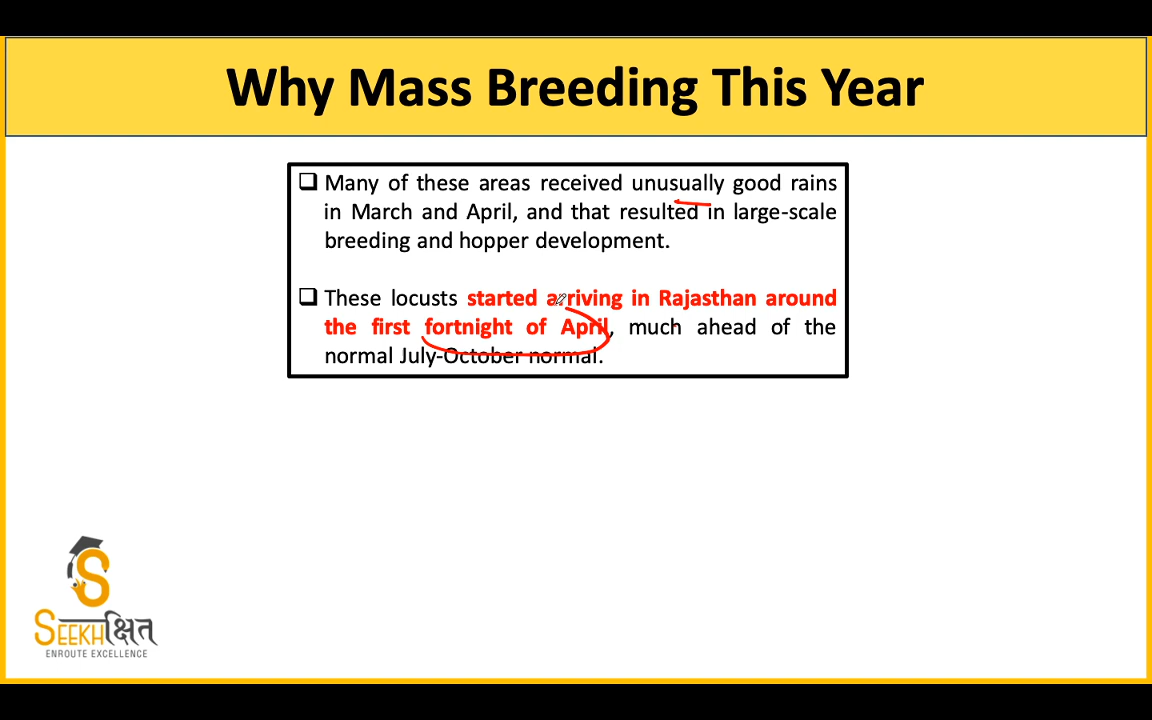 Why Mass Breeding This Year
❑ Many of these areas received unusually good rains
in March and April, and that resulted in large-scale
breeding and hopper development.
❑ These locusts started arriving in Rajasthan around
the first fortnight of April, much ahead of the
normal July-October normal.
SEEKHक्षित
ENROUTE EXCELLENCE